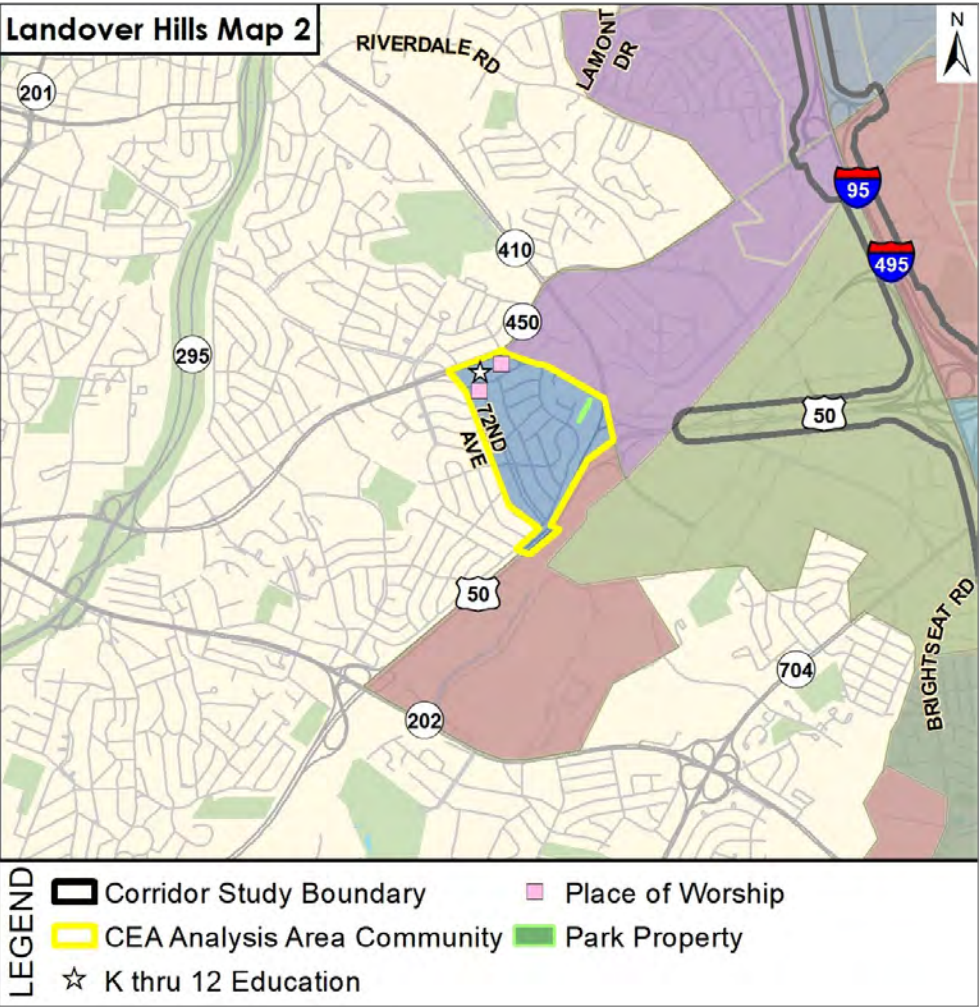 Landover Hills Map 2
N
RIVERDALE RD
LAMONT
DR
201
95
410
495
450
295
50
72ND
AVE
50
BRIGHTSEAT RD
704
202
LEGEND
Corridor Study Boundary
Place of Worship
CEA Analysis Area Community
Park Property
K thru 12 Education